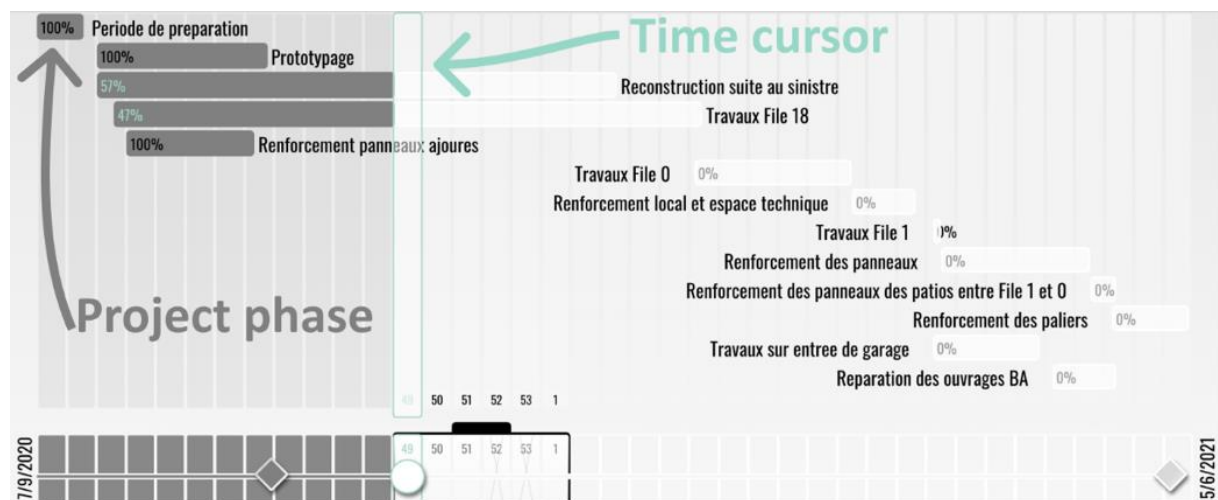 100% Periode de preparation
Time cursor
100% Prototypage
57% Reconstruction suite au sinistre
47% Travaux File 18
100% Renforcement panneaux ajoures
Travaux File 0 0%
Renforcement local et espace technique 0%
Travaux File 1 0%
Renforcement des panneaux 0%
Renforcement des panneaux des patios entre File 1 et 0 0%
Project phase
Renforcement des paliers 0%
Travaux sur entree de garage 0%
Reparation des ouvrages BA 0%
49 50 51 52 53 1
49 50 51 52 53 1
7/9/2020
5/6/2021